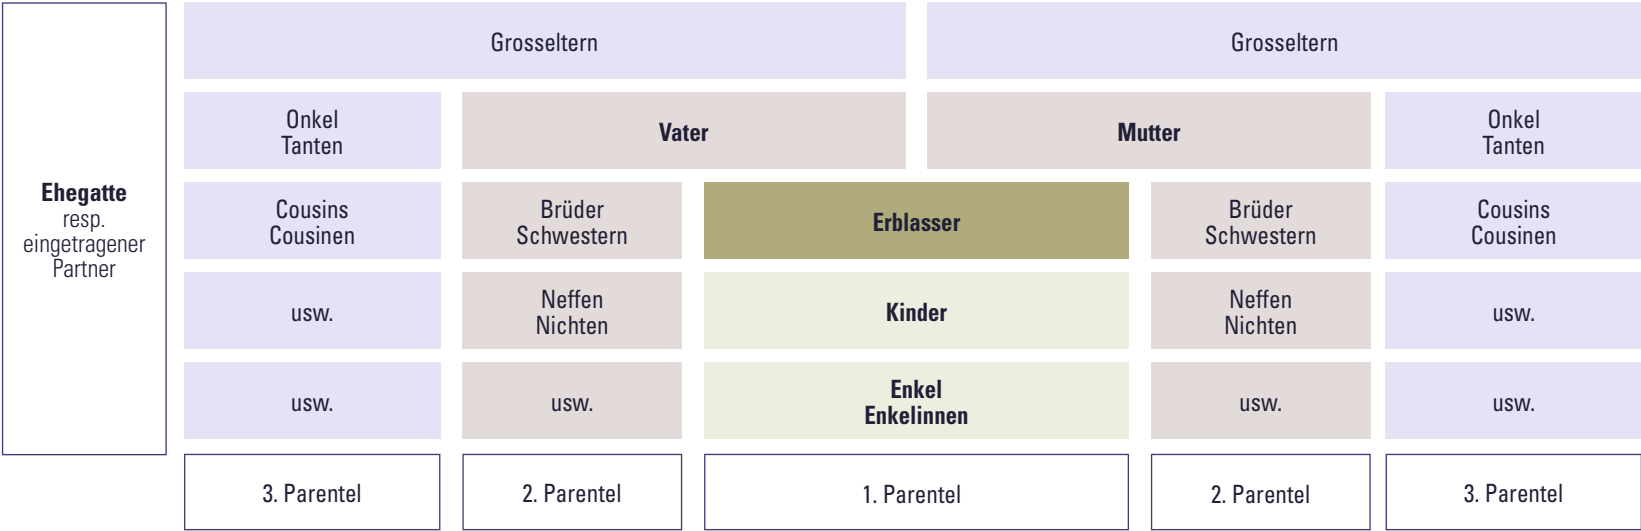 Grosseltern
Grosseltern
Onkel
Tanten
Vater
Mutter
Onkel
Tanten
Ehegatte
resp.
eingetragener
Partner
Cousins
Cousinen
Brüder
Schwestern
Erblasser
Brüder
Schwestern
Cousins
Cousinen
usw.
Neffen
Nichten
Kinder
Neffen
Nichten
usw.
usw.
usw.
Enkel
Enkelinnen
usw.
usw.
3. Parentel
2. Parentel
1. Parentel
2. Parentel
3. Parentel